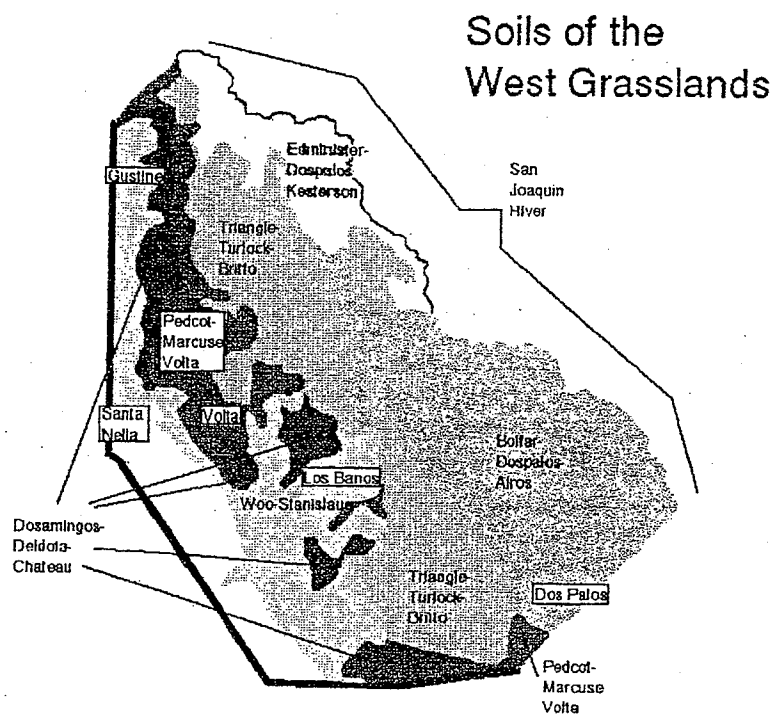 Soils of the
West Grasslands
Edminster-
Dospalos-
Kesterson
San
Joaquin
River
Gustine
Triangle-
Turlock-
Britto
Pedcot-
Marcuse
Volta
Santa
Nella
Volta
Bolfar-
Dospalos-
Alros
Los Banos
Woo-Stanislaus
Dosamingos-
Deldota-
Chateau
Triangle-
Turlock-
Britto
Dos Palos
Pedcot-
Marcuse
Volta